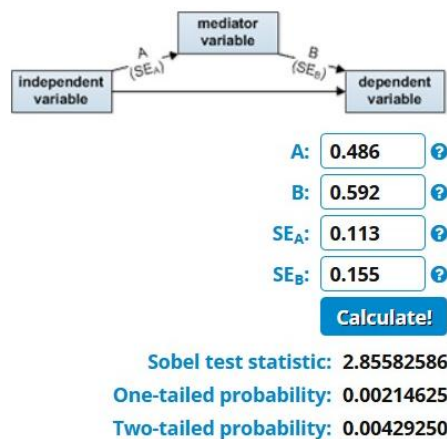 mediator
variable
A
(SEA)
B
(SEB)
independent
variable
dependent
variable
A: 0.486 ?
B: 0.592 ?
SEA: 0.113 ?
SEB: 0.155 ?
Calculate!
Sobel test statistic: 2.85582586
One-tailed probability: 0.00214625
Two-tailed probability: 0.00429250